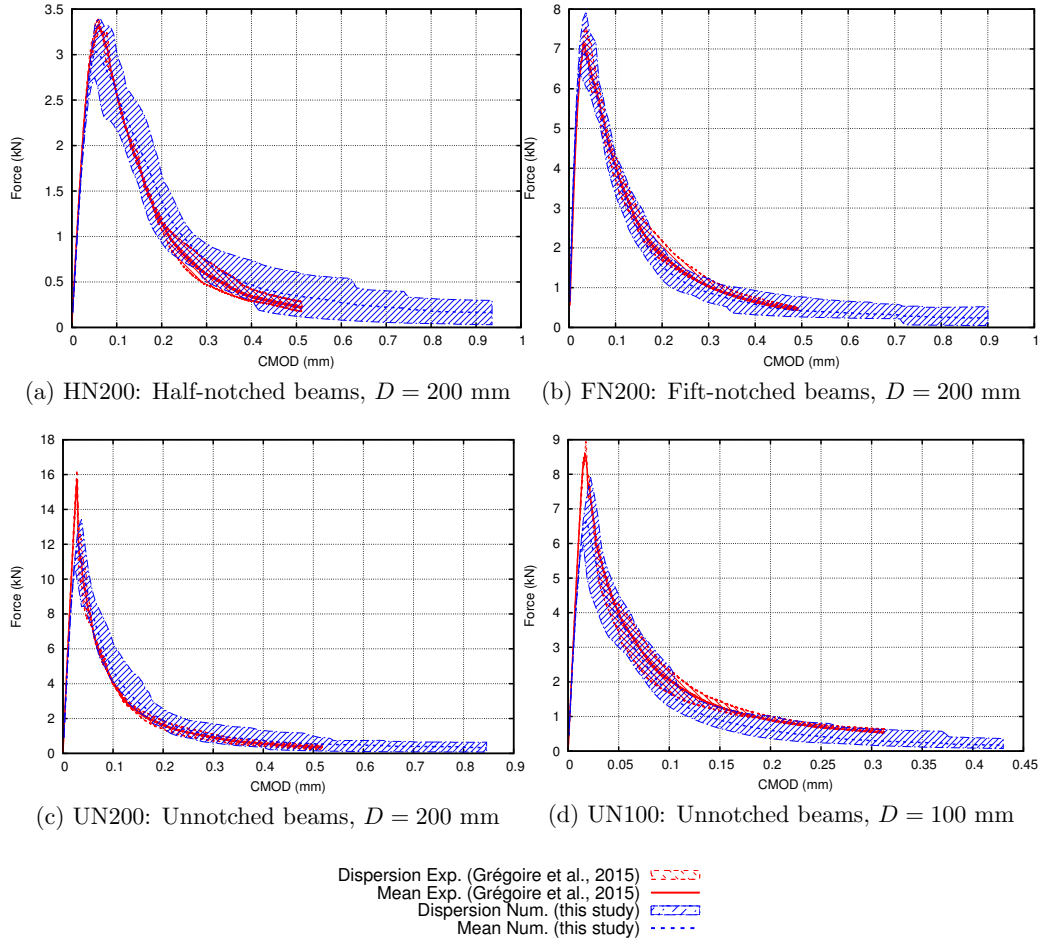 3.5
3
2.5
2
1.5
1
0.5
0
Force (kN)
0 0.1 0.2 0.3 0.4 0.5 0.6 0.7 0.8 0.9 1
CMOD (mm)
(a) HN200: Half-notched beams, D = 200 mm
8
7
6
5
4
3
2
1
0
Force (kN)
0 0.1 0.2 0.3 0.4 0.5 0.6 0.7 0.8 0.9 1
CMOD (mm)
(b) FN200: Fift-notched beams, D = 200 mm
18
16
14
12
10
8
6
4
2
0
Force (kN)
0 0.1 0.2 0.3 0.4 0.5 0.6 0.7 0.8 0.9
CMOD (mm)
(c) UN200: Unnotched beams, D = 200 mm
9
8
7
6
5
4
3
2
1
0
Force (kN)
0 0.05 0.1 0.15 0.2 0.25 0.3 0.35 0.4 0.45
CMOD (mm)
(d) UN100: Unnotched beams, D = 100 mm
Dispersion Exp. (Grégoire et al., 2015)
Mean Exp. (Grégoire et al., 2015)
Dispersion Num. (this study)
Mean Num. (this study)